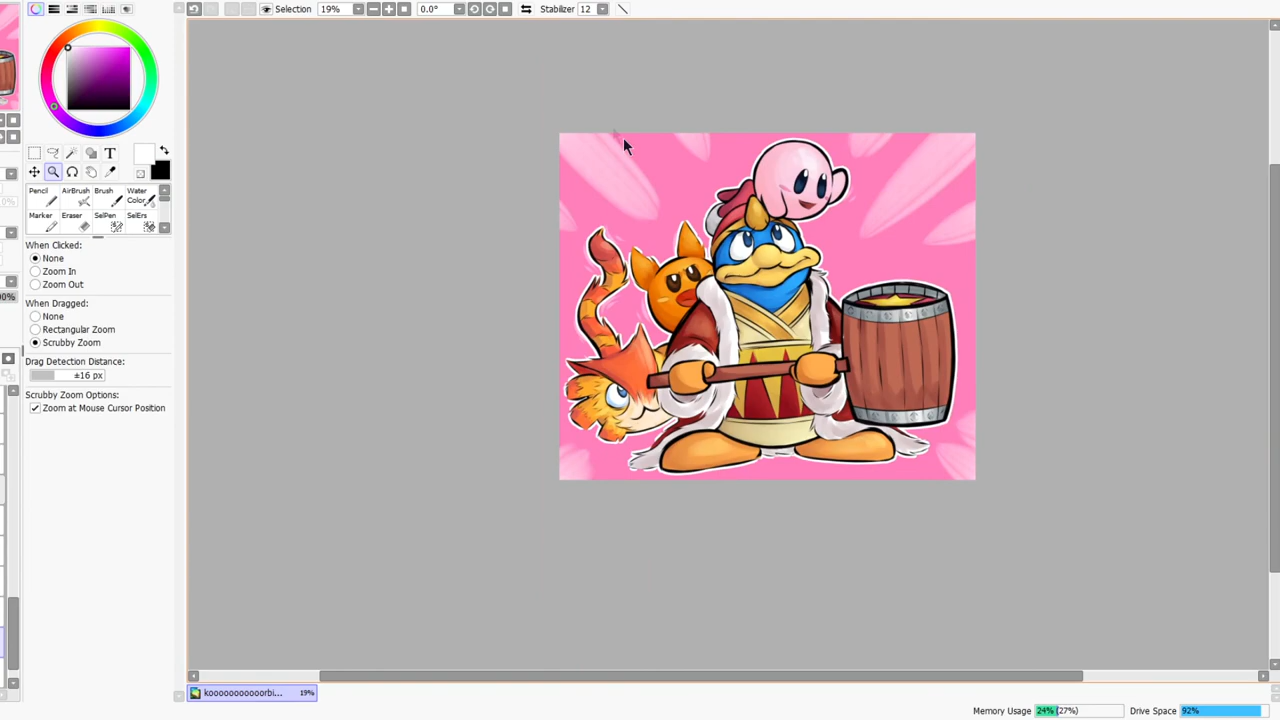 Selection 19% 0.0° Stabilizer 12
T
Pencil AirBrush Brush Water Color
Marker Eraser SelPen SelErs
When Clicked:
None
Zoom In
Zoom Out
When Dragged:
None
Rectangular Zoom
Scrubby Zoom
Drag Detection Distance:
±16 px
Scrubby Zoom Options:
Zoom at Mouse Cursor Position
koooooooooorbi... 19%
Memory Usage 24% (27%) Drive Space 92%